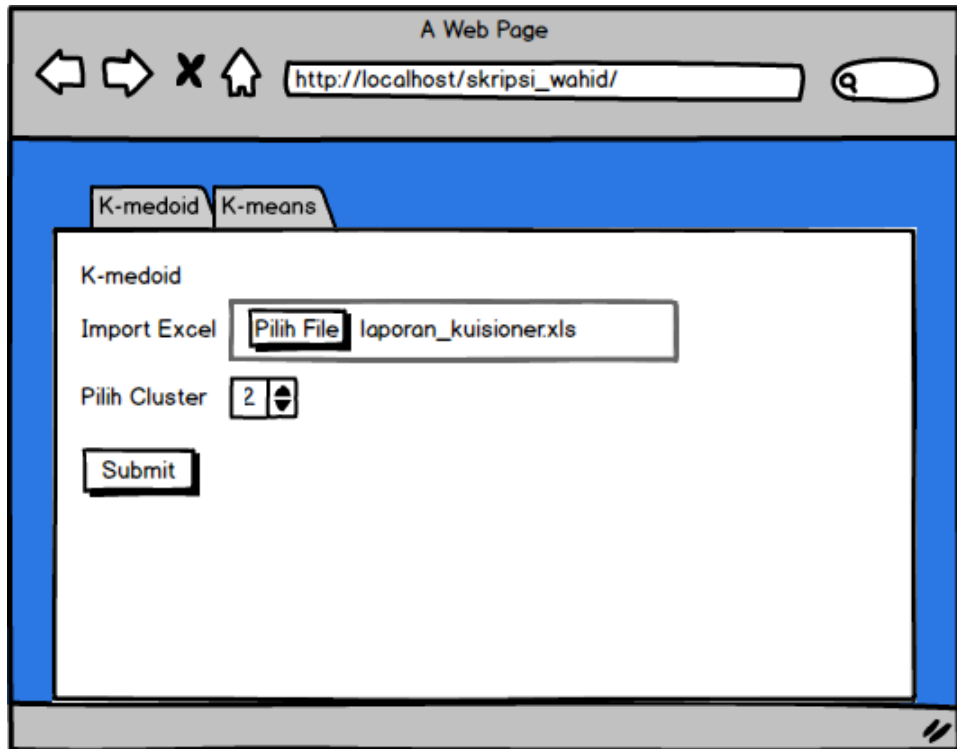 A Web Page
http://localhost/skripsi_wahid/
K-medoid K-means
K-medoid
Import Excel Pilih File laporan_kuisioner.xls
Pilih Cluster 2
Submit